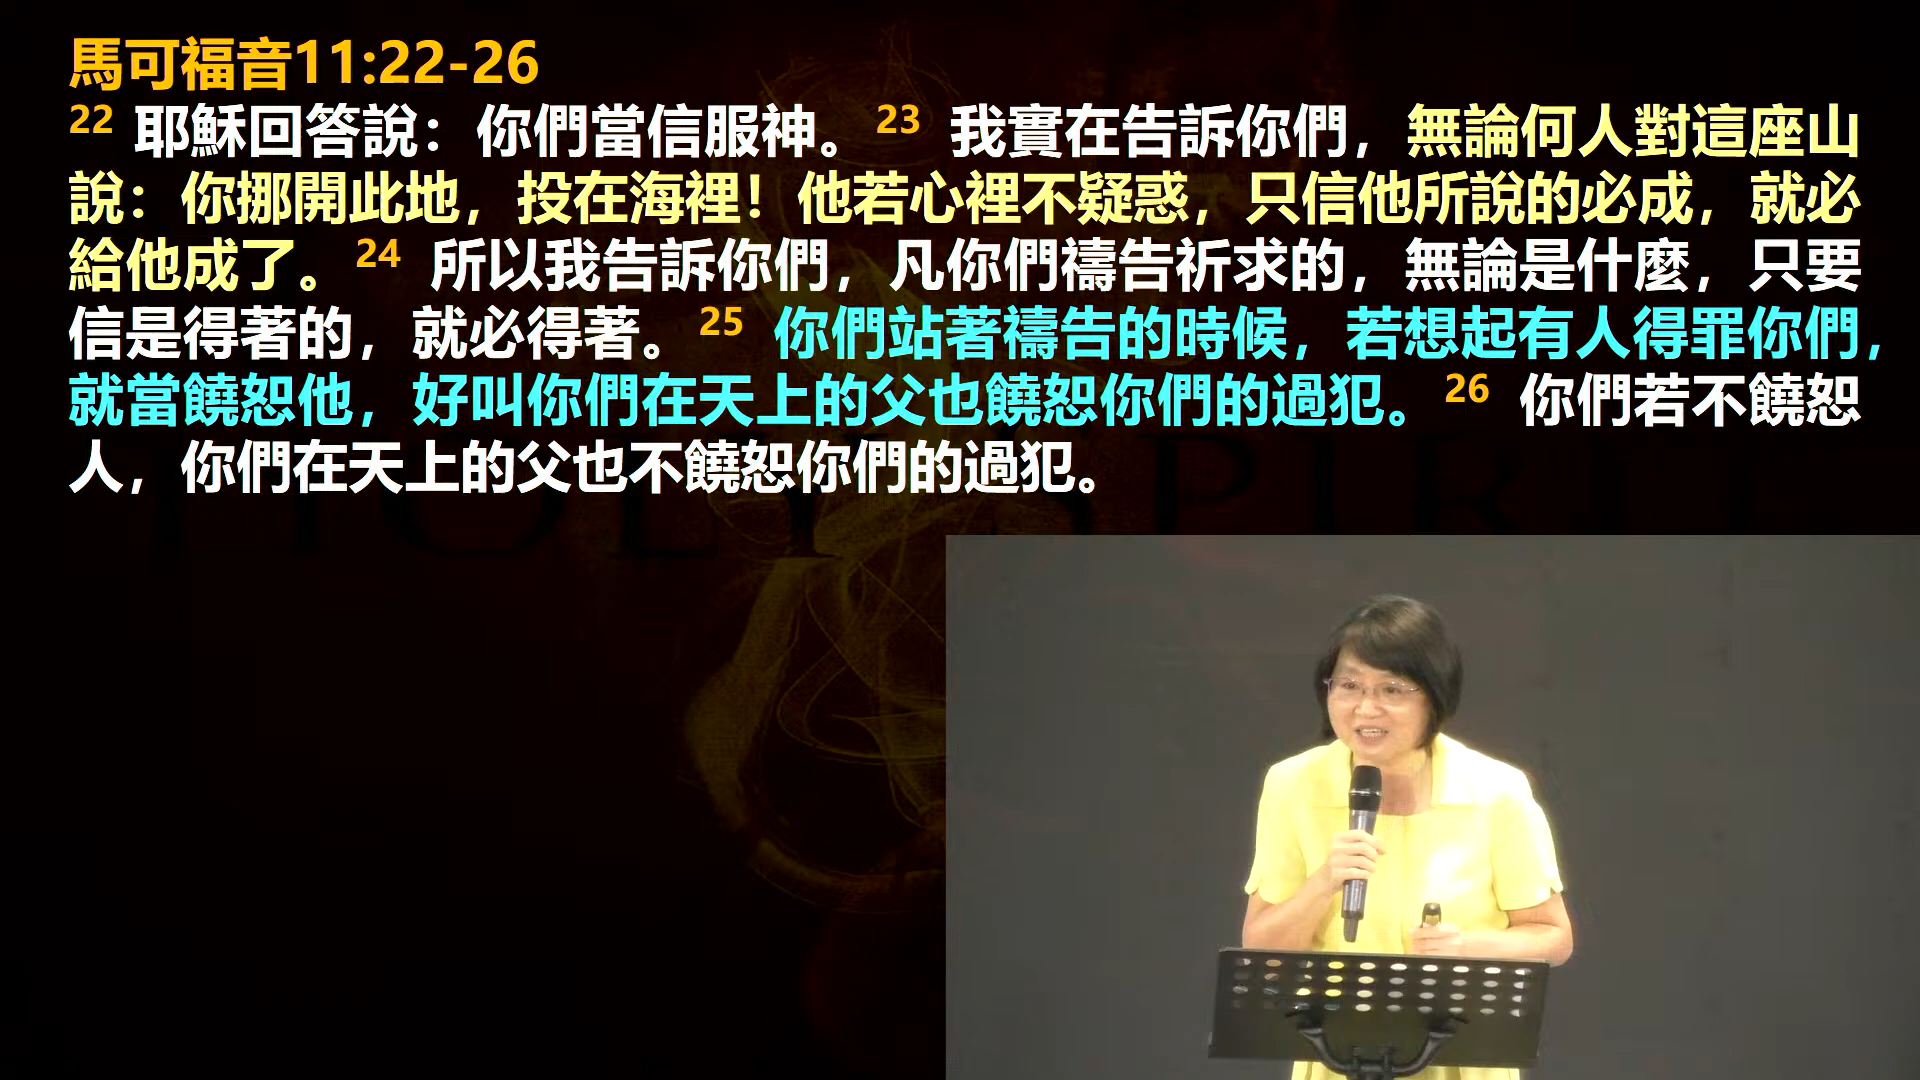 馬可福音11:22-26
22 耶穌回答說：你們當信服神。23 我實在告訴你們，無論何人對這座山
說：你挪開此地，投在海裡！他若心裡不疑惑，只信他所說的必成，就必
給他成了。24 所以我告訴你們，凡你們禱告祈求的，無論是什麼，只要
信是得著的，就必得著。25 你們站著禱告的時候，若想起有人得罪你們，
就當饒恕他，好叫你們在天上的父也饒恕你們的過犯。26 你們若不饒恕
人，你們在天上的父也不饒恕你們的過犯。
HOLY SPIRIT